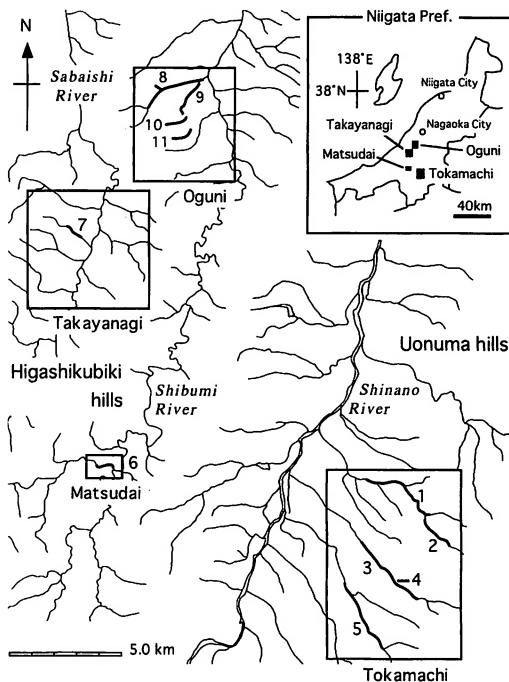 N
Sabaishi
River
8
9
10
11
Oguni
Niigata Pref.
138°E
38°N
Niigata City
Nagaoka City
Takayanagi
Oguni
Matsudai
Tokamachi
40km
7
Takayanagi
Higashikubiki
hills
Shibumi
River
Uonuma hills
Shinano
River
6
Matsudai
1
2
3
4
5
Tokamachi
5.0 km